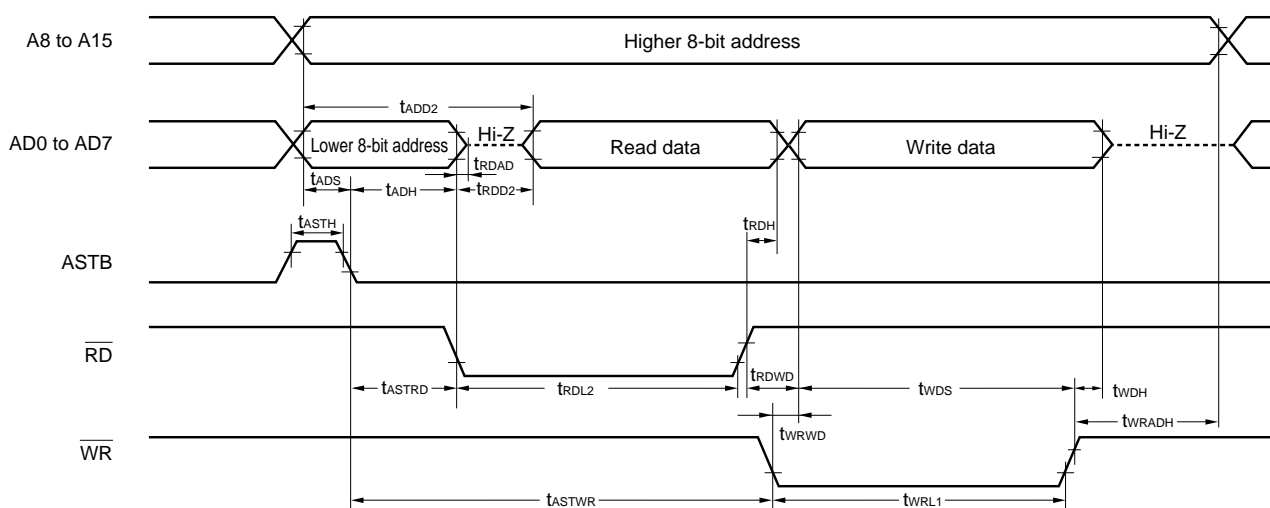 A8 to A15
Higher 8-bit address
tADD2
AD0 to AD7
Lower 8-bit address
Hi-Z
Read data
Write data
Hi-Z
tRDAD
tADS
tADH
tRDD2
tASTH
tRDH
ASTB
RD
tASTRD
tRDL2
tRDWD
tWDS
tWDH
tWRWD
tWRADH
WR
tASTWR
tWRL1